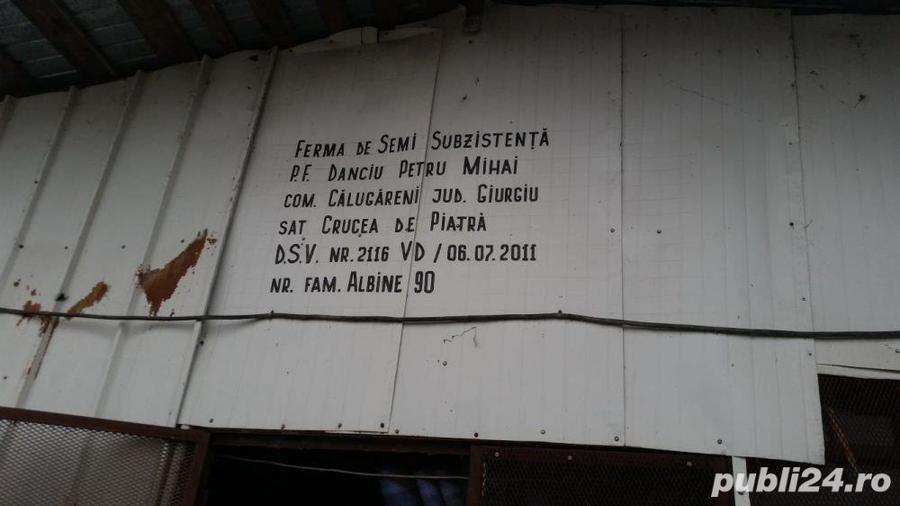 FERMA DE SEMI SUBZISTENȚĂ
P.F. DANCIU PETRU MIHAI
COM. CĂLUGĂRENI JUD. GIURGIU
SAT CRUCEA DE PIATRĂ
D.S.V. NR. 2116 VD / 06.07.2011
NR. FAM. ALBINE 90
publi24.ro